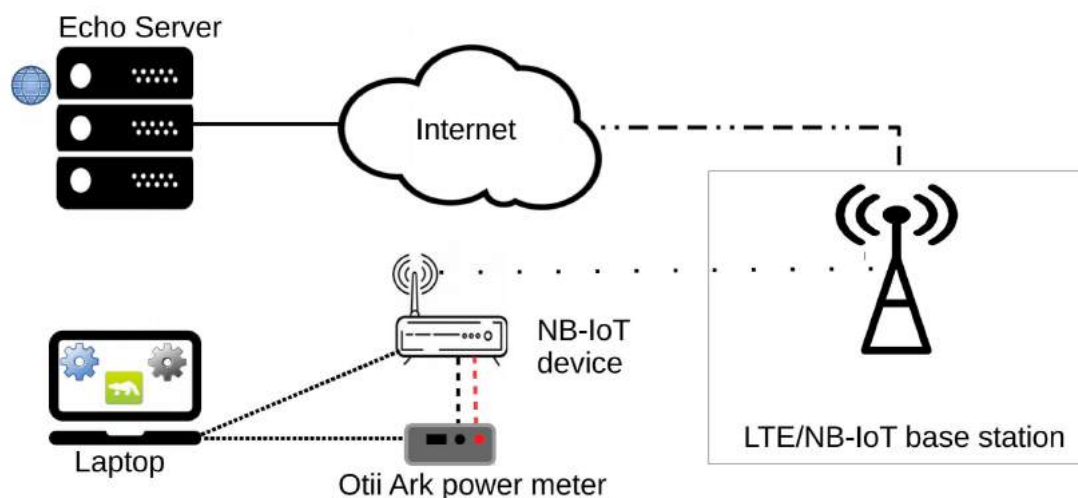 Echo Server
Internet
NB-IoT
device
LTE/NB-IoT base station
Laptop
Otii Ark power meter